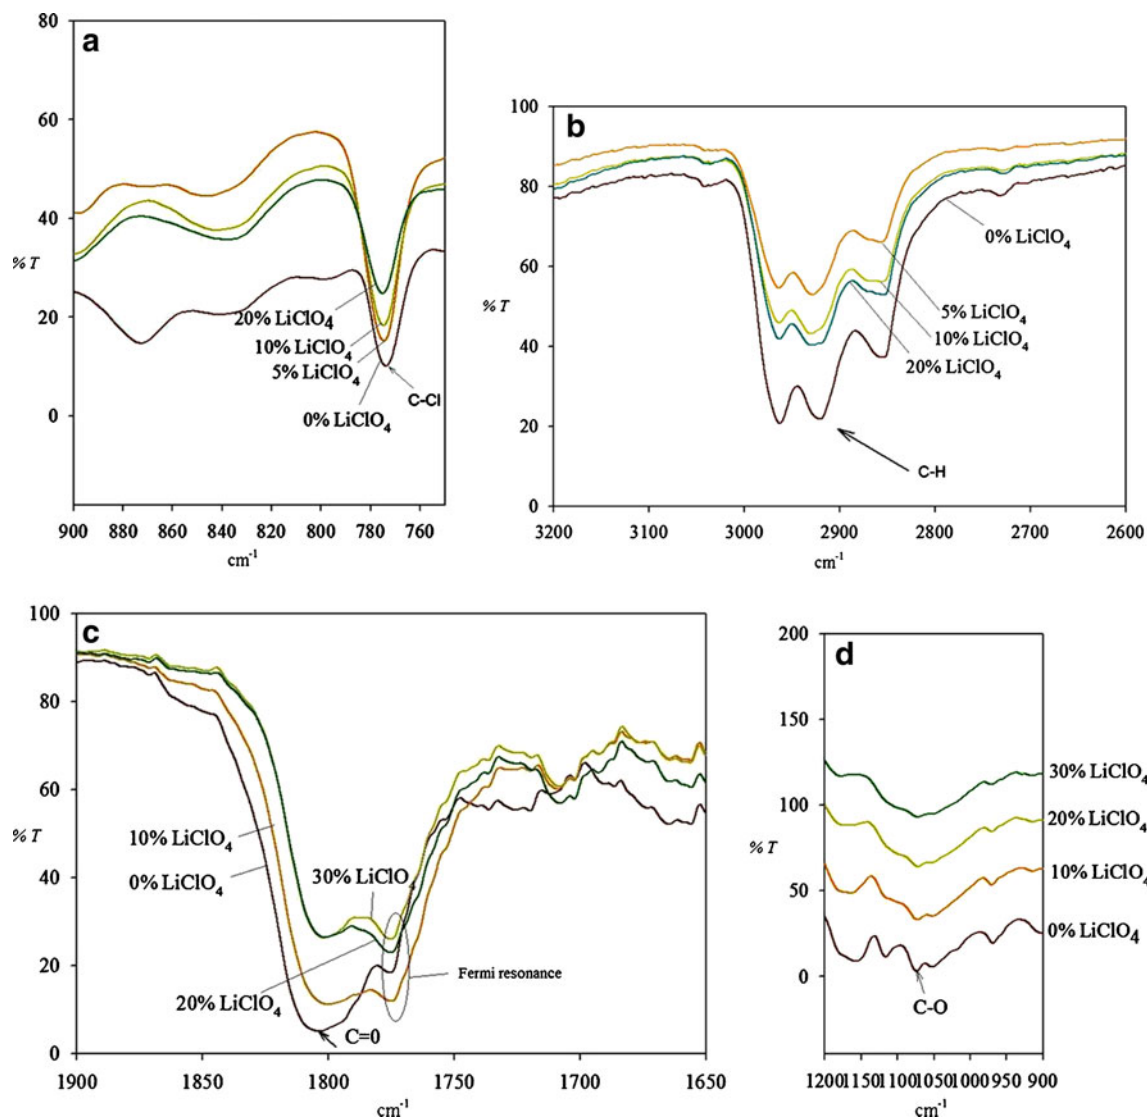 a
80
60
40
20
0
% T
20% LiClO₄
10% LiClO₄
5% LiClO₄
0% LiClO₄
C-Cl
900 880 860 840 820 800 780 760
cm⁻¹
b
100
80
60
40
20
0
% T
0% LiClO₄
5% LiClO₄
10% LiClO₄
20% LiClO₄
C-H
3200 3100 3000 2900 2800 2700 2600
cm⁻¹
c
100
80
60
40
20
0
% T
10% LiClO₄
0% LiClO₄
30% LiClO₄
20% LiClO₄
Fermi resonance
C=0
1900 1850 1800 1750 1700 1650
cm⁻¹
d
200
150
100
50
0
% T
30% LiClO₄
20% LiClO₄
10% LiClO₄
0% LiClO₄
C-O
1200 1150 1100 1050 1000 950 900
cm⁻¹